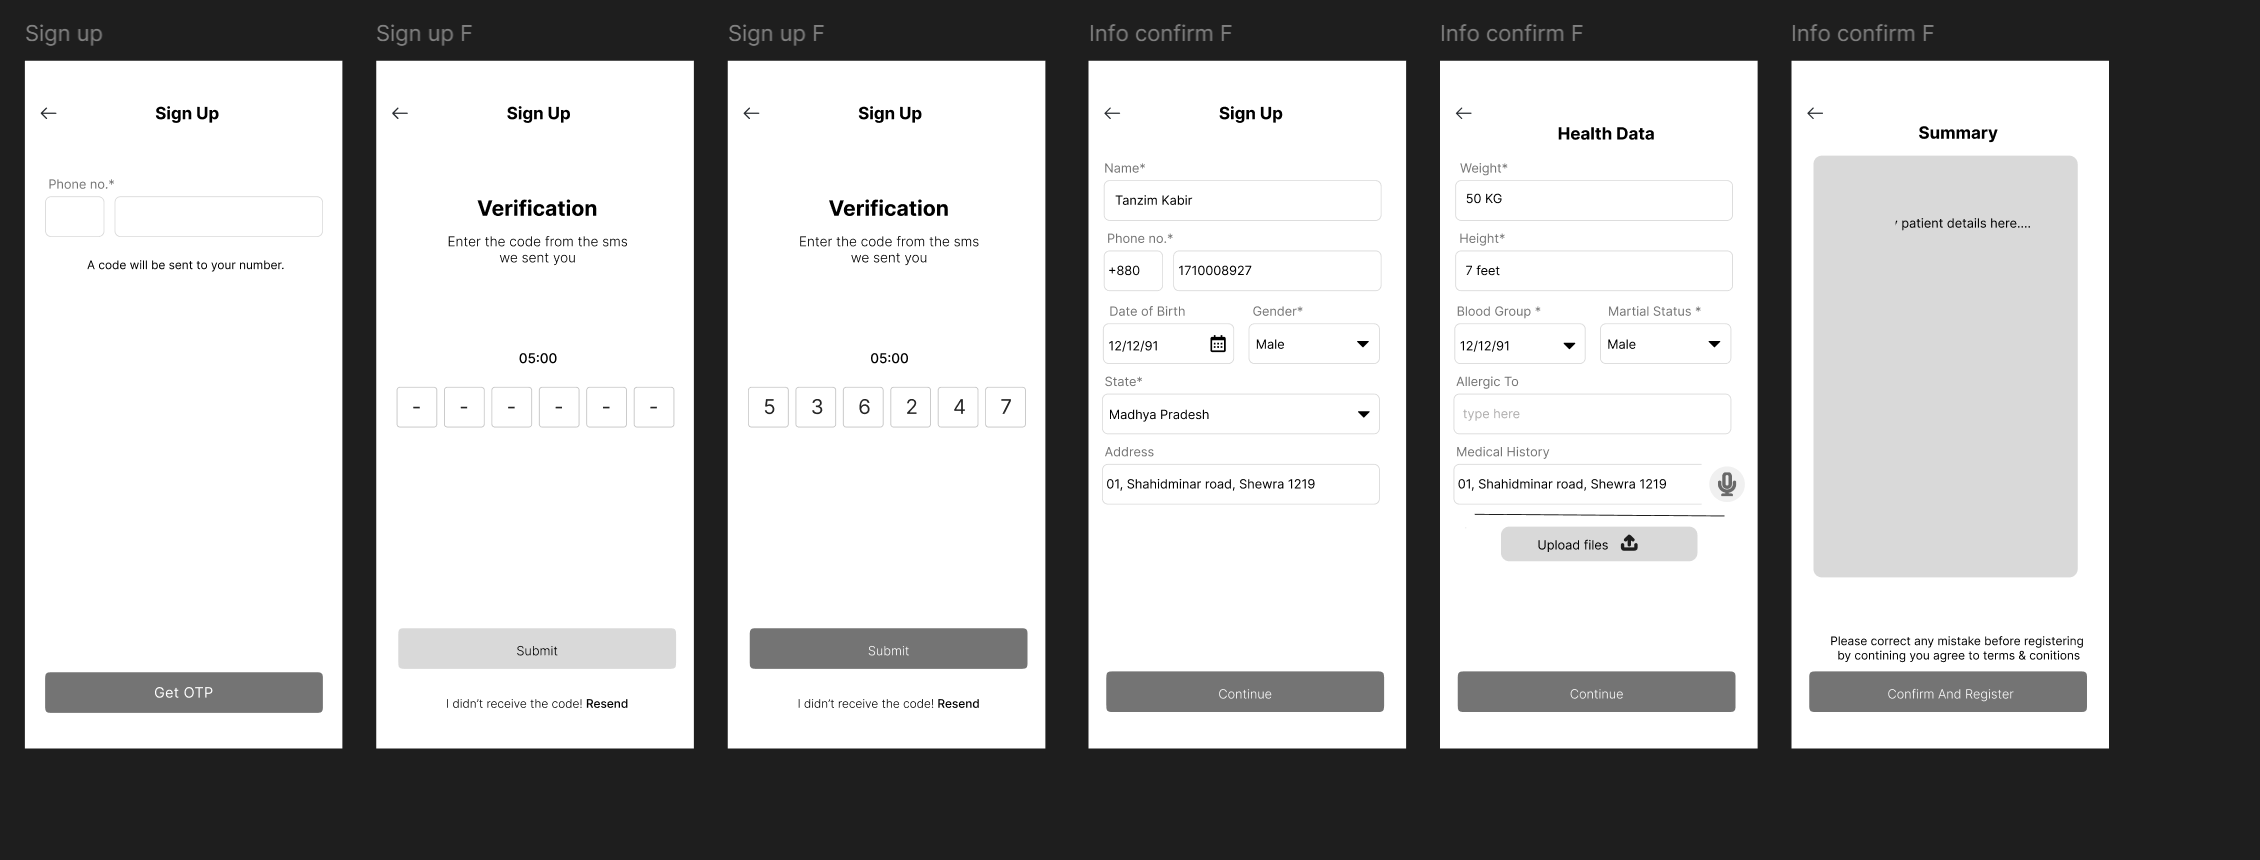 Sign up
Sign Up
Phone no.*
A code will be sent to your number.
Get OTP
Sign up F
Sign Up
Verification
Enter the code from the sms
we sent you
05:00
- - - - - -
Submit
I didn't receive the code! Resend
Sign up F
Sign Up
Verification
Enter the code from the sms
we sent you
05:00
5 3 6 2 4 7
Submit
I didn't receive the code! Resend
Info confirm F
Sign Up
Name*
Tanzim Kabir
Phone no.*
+880 1710008927
Date of Birth Gender*
12/12/91 Male
State*
Madhya Pradesh
Address
01, Shahidminar road, Shewra 1219
Continue
Info confirm F
Health Data
Weight*
50 KG
Height*
7 feet
Blood Group * Martial Status *
12/12/91 Male
Allergic To
type here
Medical History
01, Shahidminar road, Shewra 1219
Upload files
Continue
Info confirm F
Summary
patient details here....
Please correct any mistake before registering
by contining you agree to terms & conitions
Confirm And Register